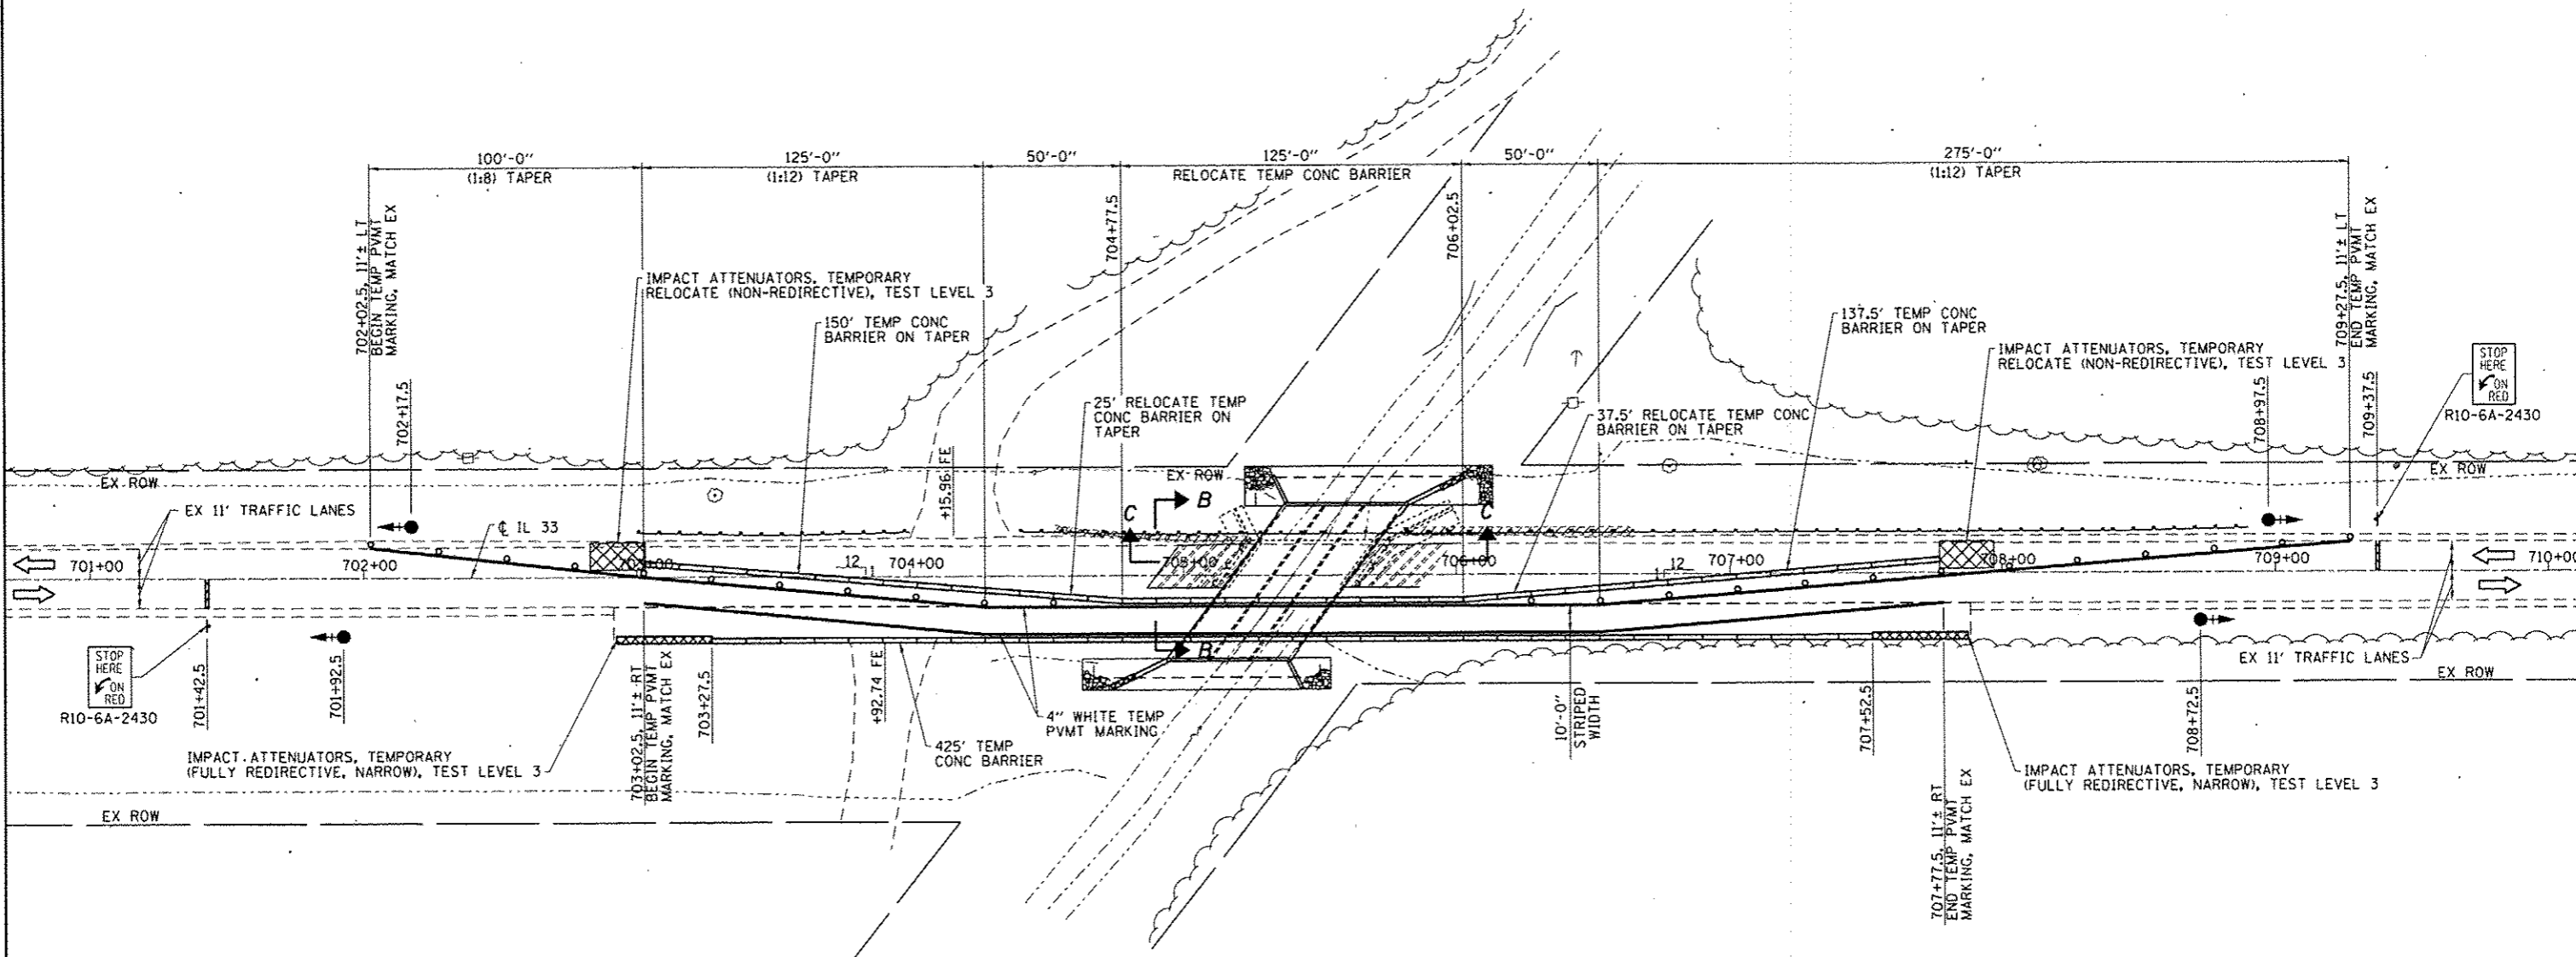 100'-0"
(1:8) TAPER
125'-0"
(1:12) TAPER
50'-0"
125'-0"
RELOCATE TEMP CONC BARRIER
50'-0"
275'-0"
(1:12) TAPER
702+02.5, 11'± LT
BEGIN TEMP PVMT
MARKING, MATCH EX
704+77.5
706+02.5
709+27.5, 11'± LT
END TEMP PVMT
MARKING, MATCH EX
IMPACT ATTENUATORS, TEMPORARY
RELOCATE (NON-REDIRECTIVE), TEST LEVEL 3
150' TEMP CONC
BARRIER ON TAPER
137.5' TEMP CONC
BARRIER ON TAPER
IMPACT ATTENUATORS, TEMPORARY
RELOCATE (NON-REDIRECTIVE), TEST LEVEL 3
STOP
HERE
ON
RED
R10-6A-2430
702+17.5
25' RELOCATE TEMP
CONC BARRIER ON
TAPER
37.5' RELOCATE TEMP CONC
BARRIER ON TAPER
708+97.5
709+37.5
EX ROW
EX ROW
EX ROW
+15.96 FE
EX 11' TRAFFIC LANES
℄ IL 33
C
B
C
701+00
702+00
704+00
12
1
706+00
1
12
707+00
708+00
709+00
710+00
STOP
HERE
ON
RED
R10-6A-2430
701+42.5
701+92.5
703+02.5, 11'± RT
BEGIN TEMP PVMT
MARKING, MATCH EX
703+27.5
+92.74 FE
4" WHITE TEMP
PVMT MARKING
425' TEMP
CONC BARRIER
B
10'-0"
STRIPED
WIDTH
707+52.5
707+77.5, 11'± RT
END TEMP PVMT
MARKING, MATCH EX
708+72.5
EX 11' TRAFFIC LANES
EX ROW
IMPACT ATTENUATORS, TEMPORARY
(FULLY REDIRECTIVE, NARROW), TEST LEVEL 3
IMPACT ATTENUATORS, TEMPORARY
(FULLY REDIRECTIVE, NARROW), TEST LEVEL 3
EX ROW